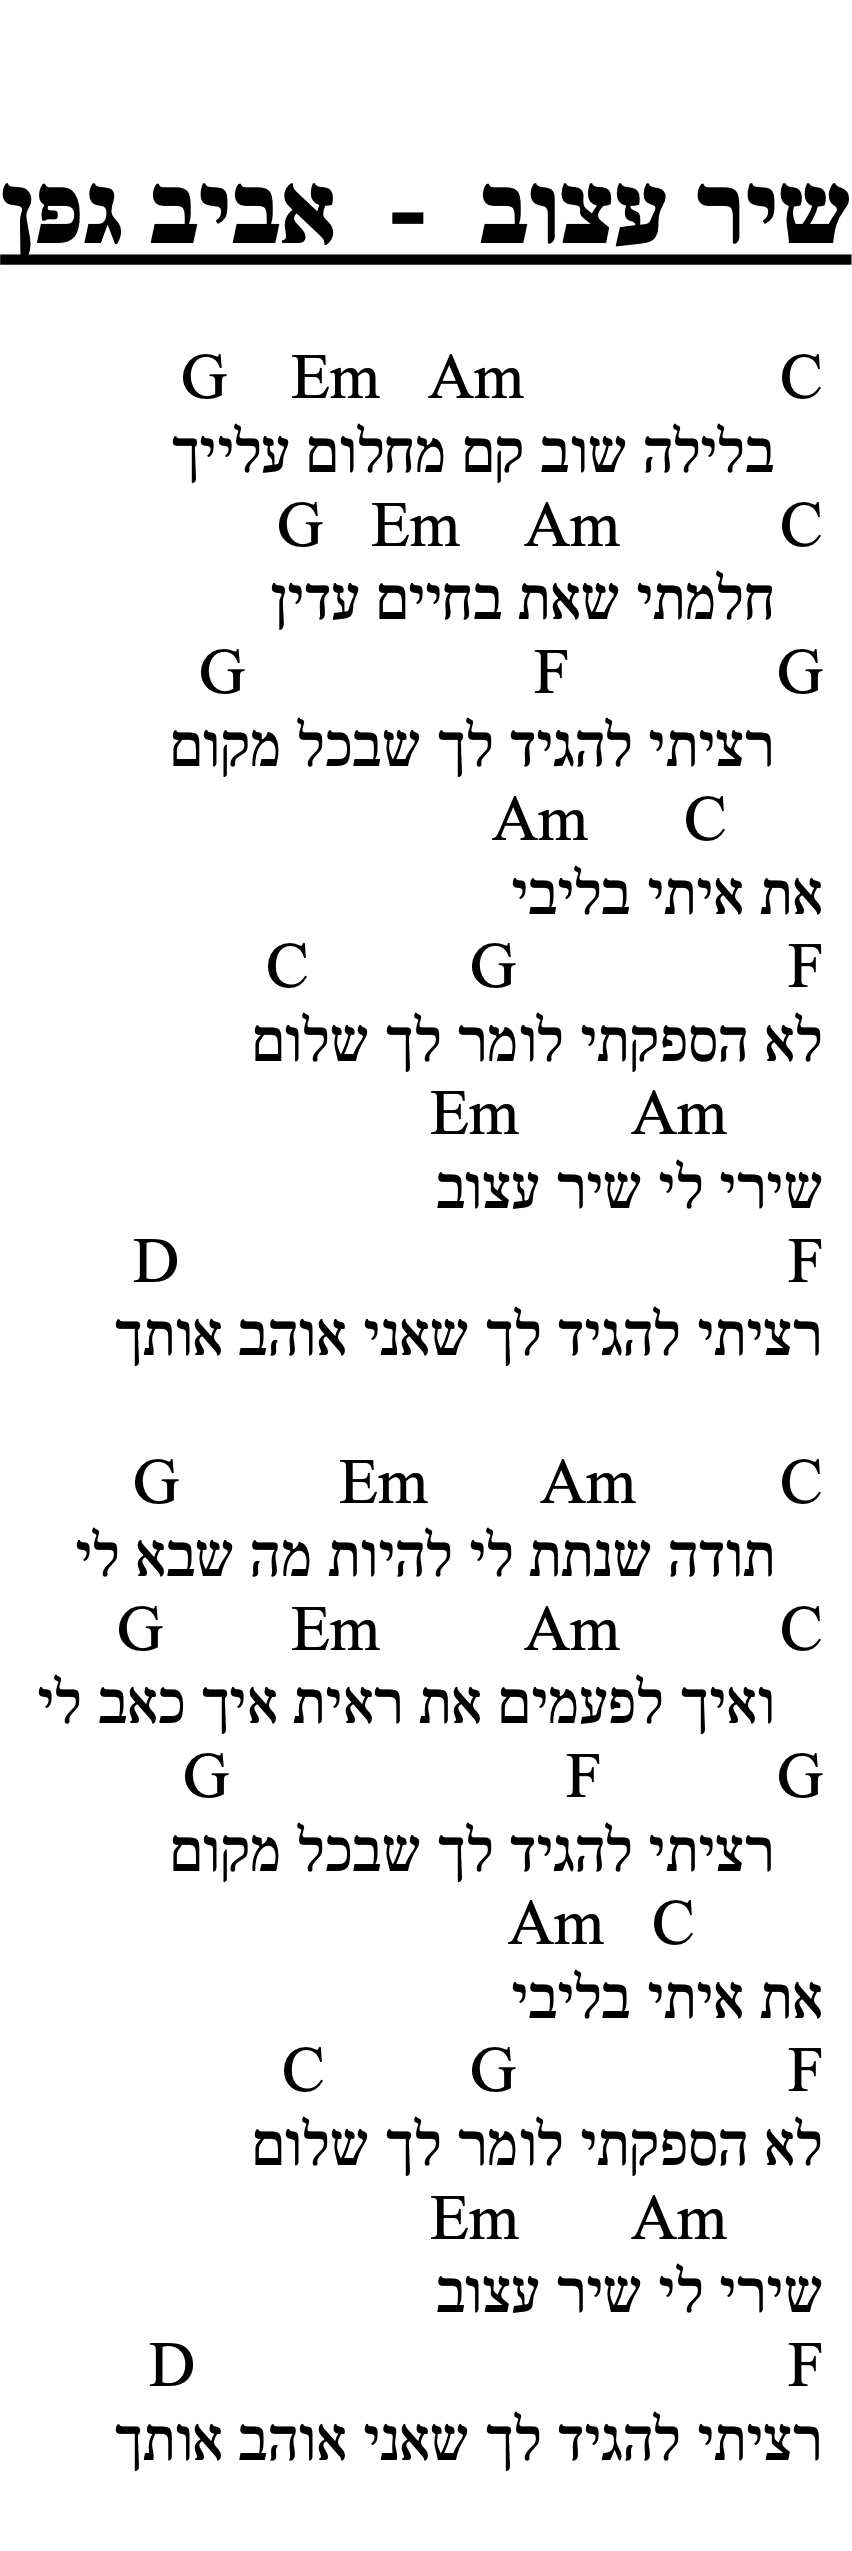 שיר עצוב - אביב גפן
C Am Em G
בלילה שוב קם מחלום עלייך
C Am Em G
חלמתי שאת בחיים עדין
G F G
רציתי להגיד לך שבכל מקום
C Am
את איתי בליבי
F G C
לא הספקתי לומר לך שלום
Am Em
שירי לי שיר עצוב
F D
רציתי להגיד לך שאני אוהב אותך
C Am Em G
תודה שנתת לי להיות מה שבא לי
C Am Em G
ואיך לפעמים את ראית איך כאב לי
G F G
רציתי להגיד לך שבכל מקום
C Am
את איתי בליבי
F G C
לא הספקתי לומר לך שלום
Am Em
שירי לי שיר עצוב
F D
רציתי להגיד לך שאני אוהב אותך